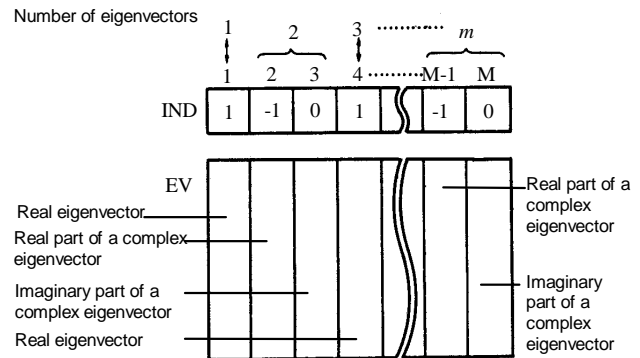 Number of eigenvectors
1 2 3 ........... m
1 2 3 4 ........... M-1 M
IND 1 -1 0 1 -1 0
EV
Real eigenvector
Real part of a complex
eigenvector
Imaginary part of a
complex eigenvector
Real eigenvector
Real part of a
complex
eigenvector
Imaginary
part of a
complex
eigenvector